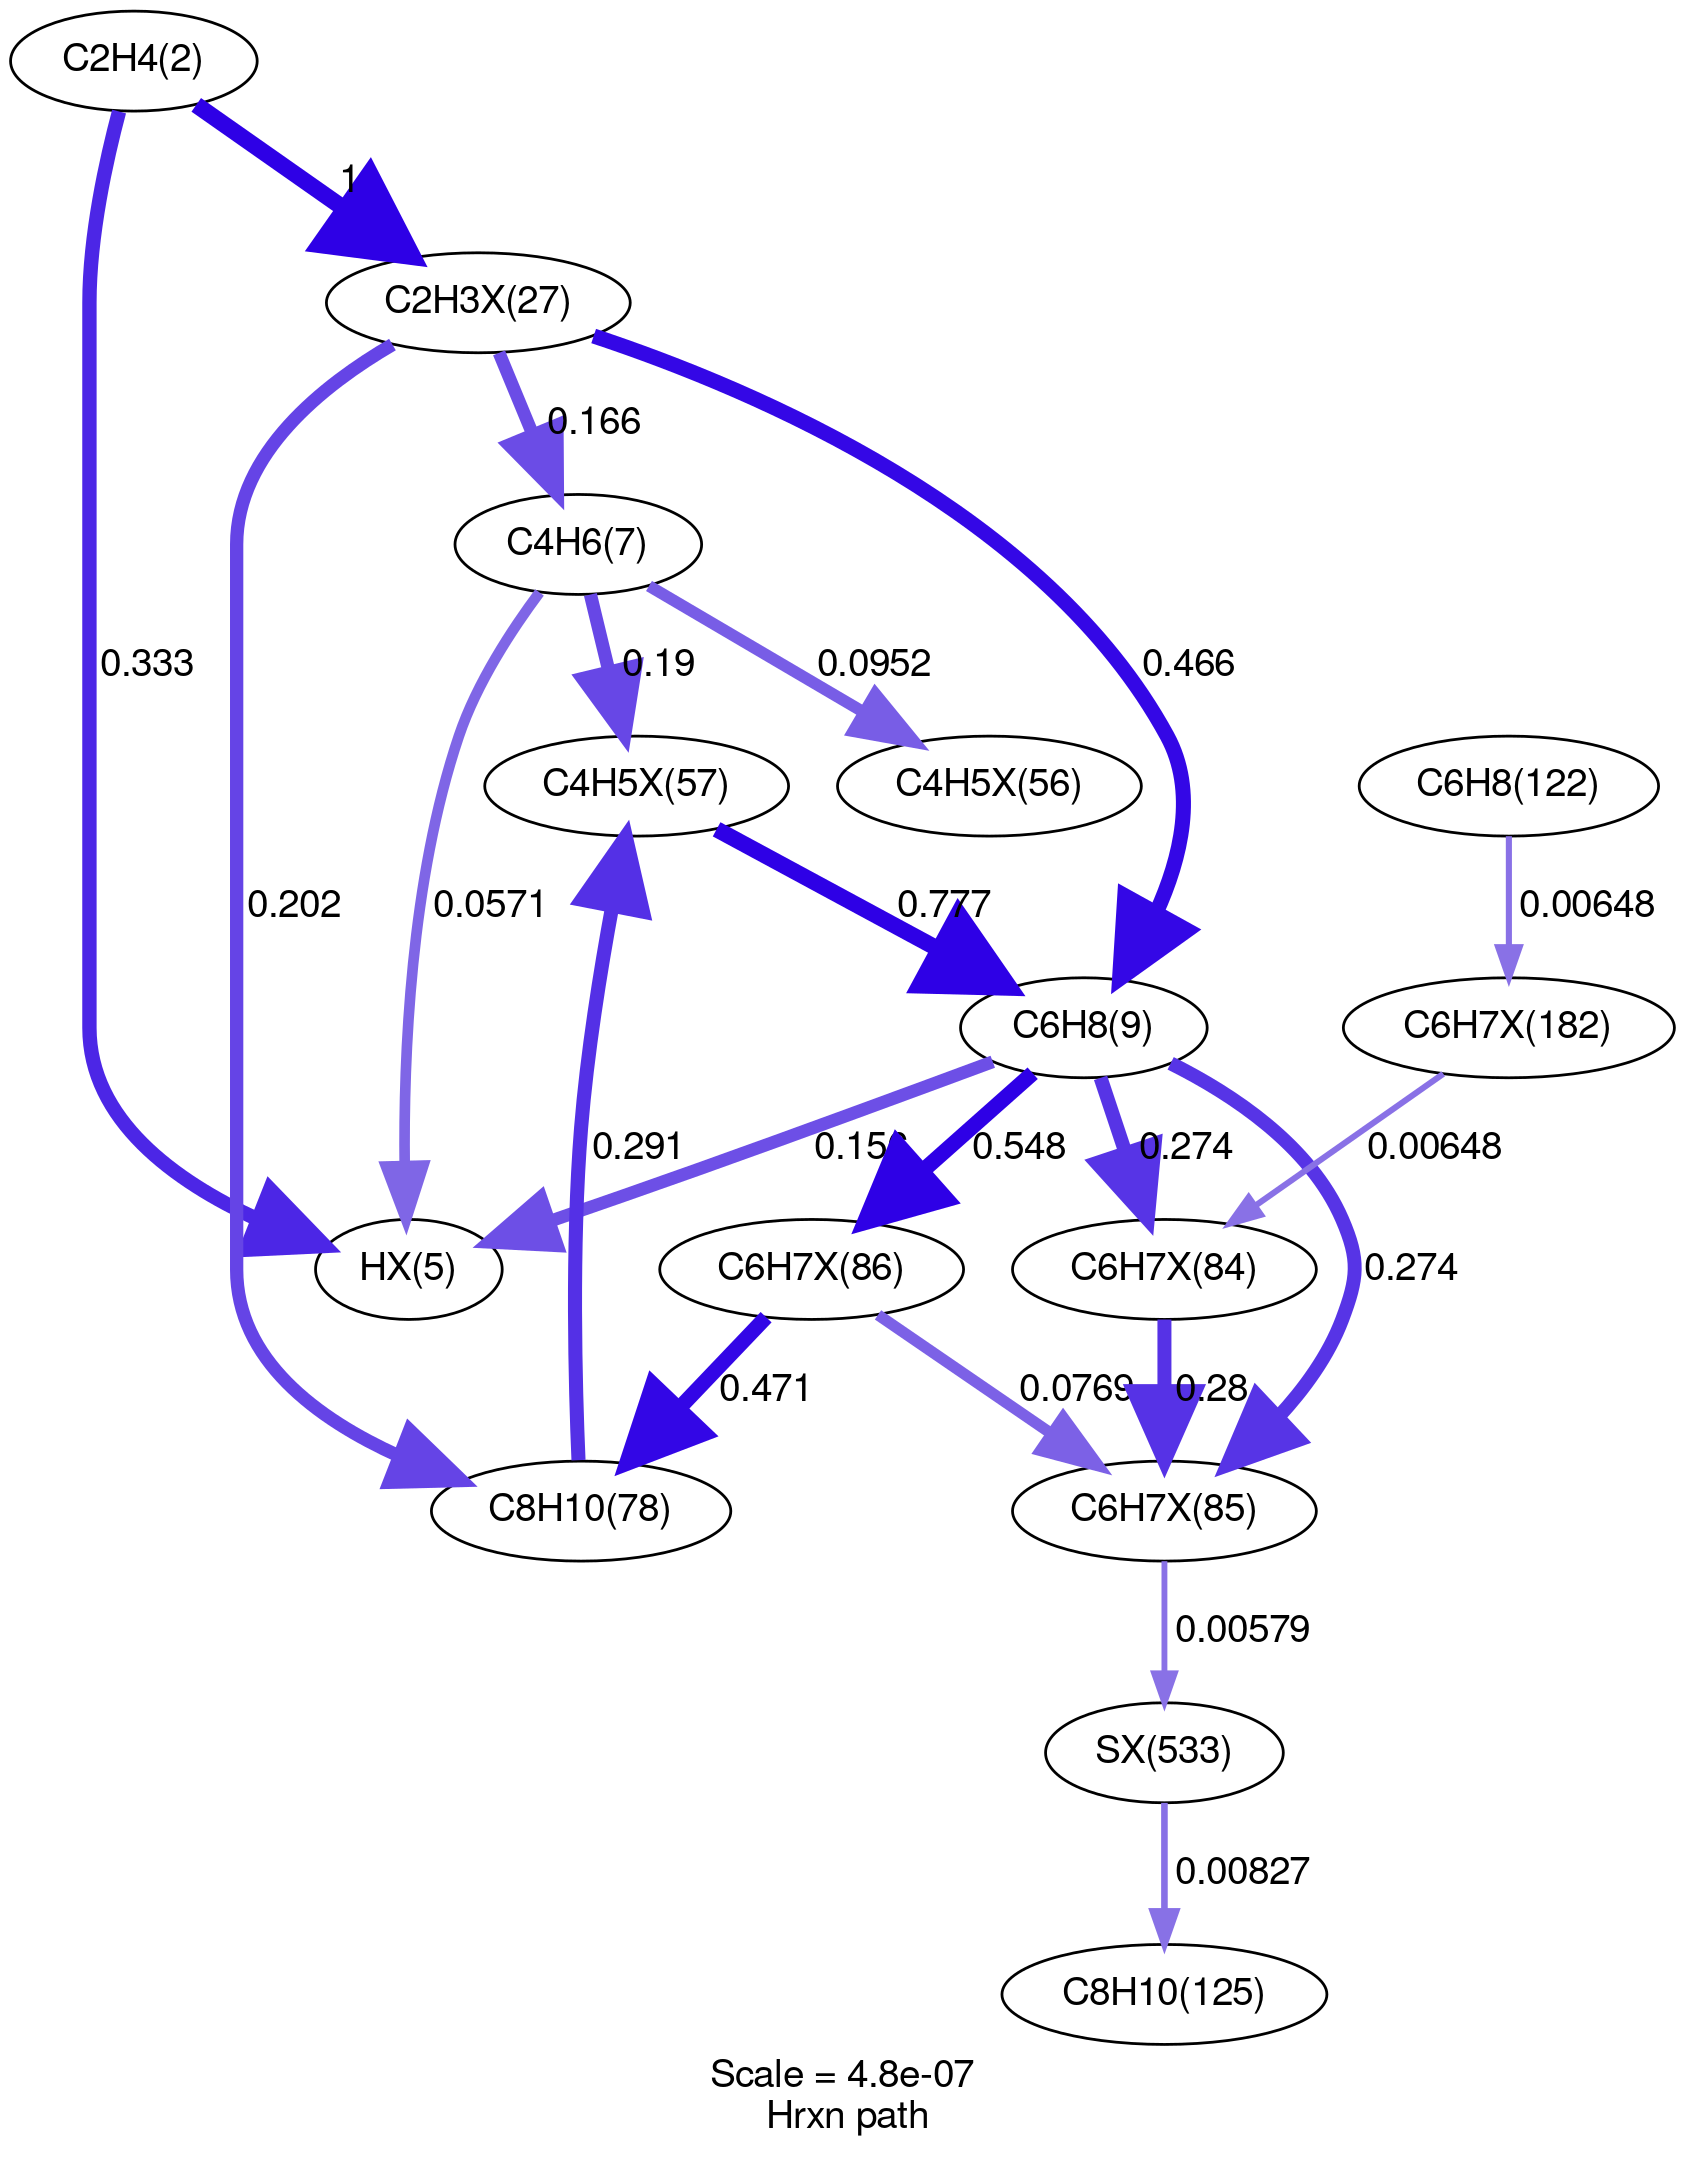 C2H4(2)
1
C2H3X(27)
0.166
C4H6(7)
0.333
0.19
0.0952
0.466
C4H5X(57)
C4H5X(56)
C6H8(122)
0.202
0.0571
0.777
0.00648
C6H8(9)
C6H7X(182)
0.291
0.548
0.274
0.00648
HX(5)
C6H7X(86)
C6H7X(84)
0.274
0.471
0.0769
0.28
C8H10(78)
C6H7X(85)
0.00579
SX(533)
0.00827
C8H10(125)
Scale = 4.8e-07
Hrxn path